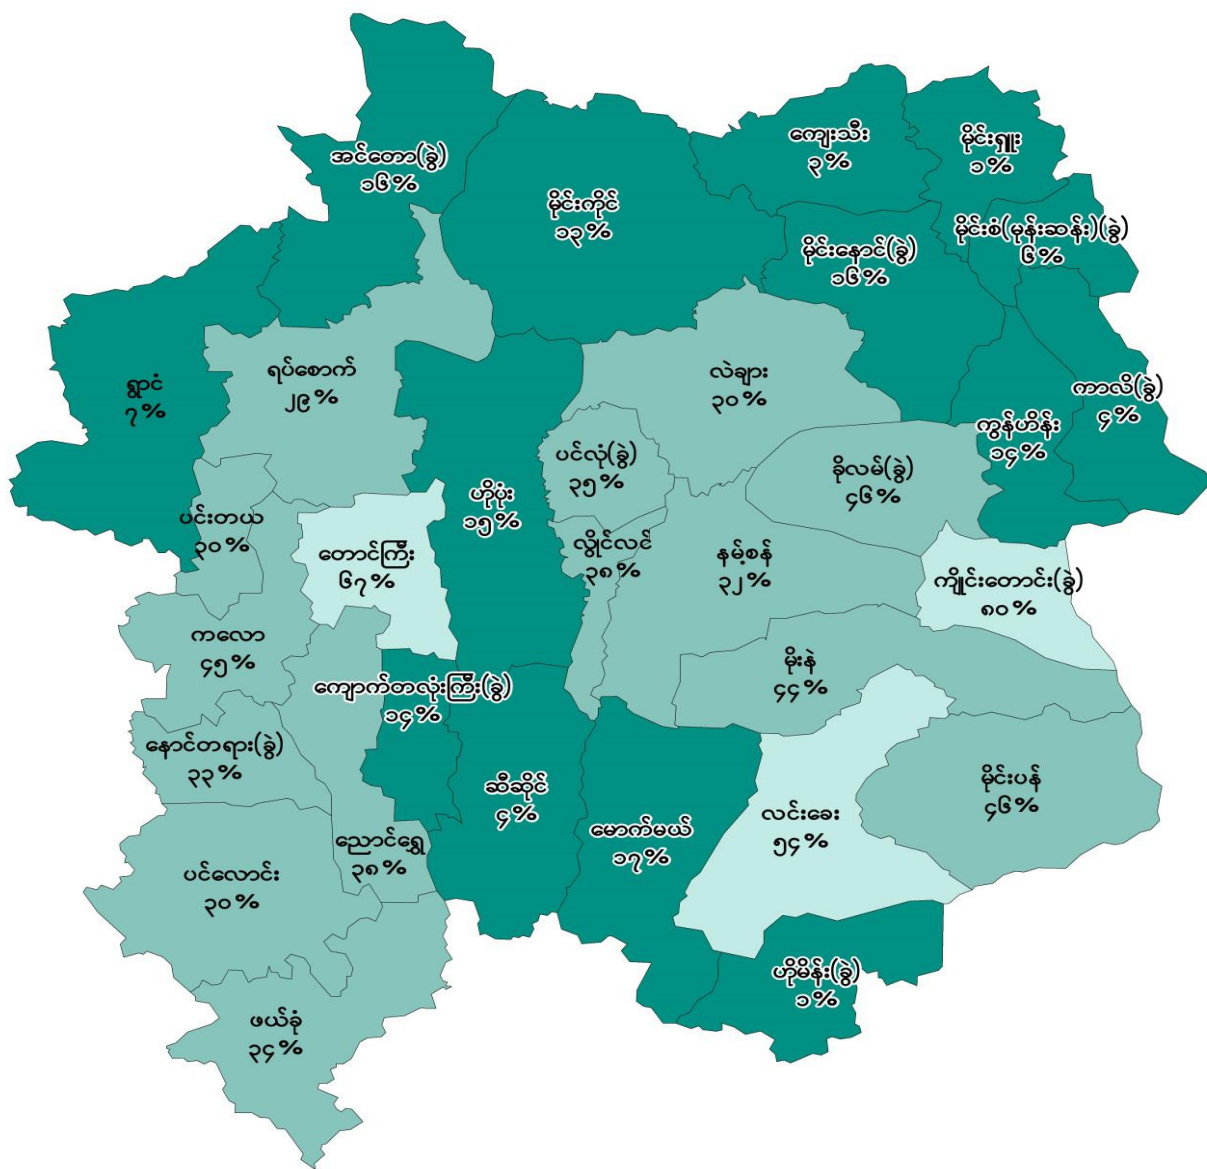 ကျေးသီး
၃%
မိုင်းရှူး
၁%
အင်တော(ခွဲ)
၁၆%
မိုင်းကိုင်
၁၃%
မိုင်းစံ(မုန်းဆန်း)(ခွဲ)
၆%
မိုင်းနောင်(ခွဲ)
၁၆%
ရွာငံ
၇%
ရပ်စောက်
၂၉%
လဲချား
၃၀%
ကာလိ(ခွဲ)
၄%
ကွန်ဟိန်း
၁၄%
ပင်လုံ(ခွဲ)
၃၅%
ခိုလမ်(ခွဲ)
၄၆%
ဟိုပုံး
၁၅%
ပင်းတယ
၃၀%
တောင်ကြီး
၆၇%
လွိုင်လင်
၃၈%
နမ့်စန်
၃၂%
ကျိုင်းတောင်း(ခွဲ)
၈၀%
ကလော
၄၅%
မိုးနဲ
၄၄%
ကျောက်တလုံးကြီး(ခွဲ)
၁၄%
နောင်တရား(ခွဲ)
၃၃%
ဆီဆိုင်
၄%
မိုင်းပန်
၄၆%
လင်းခေး
၅၄%
မောက်မယ်
၁၇%
ညောင်ရွှေ
၃၈%
ပင်လောင်း
၃၀%
ဟိုမိန်း(ခွဲ)
၁%
ဖယ်ခုံ
၃၄%